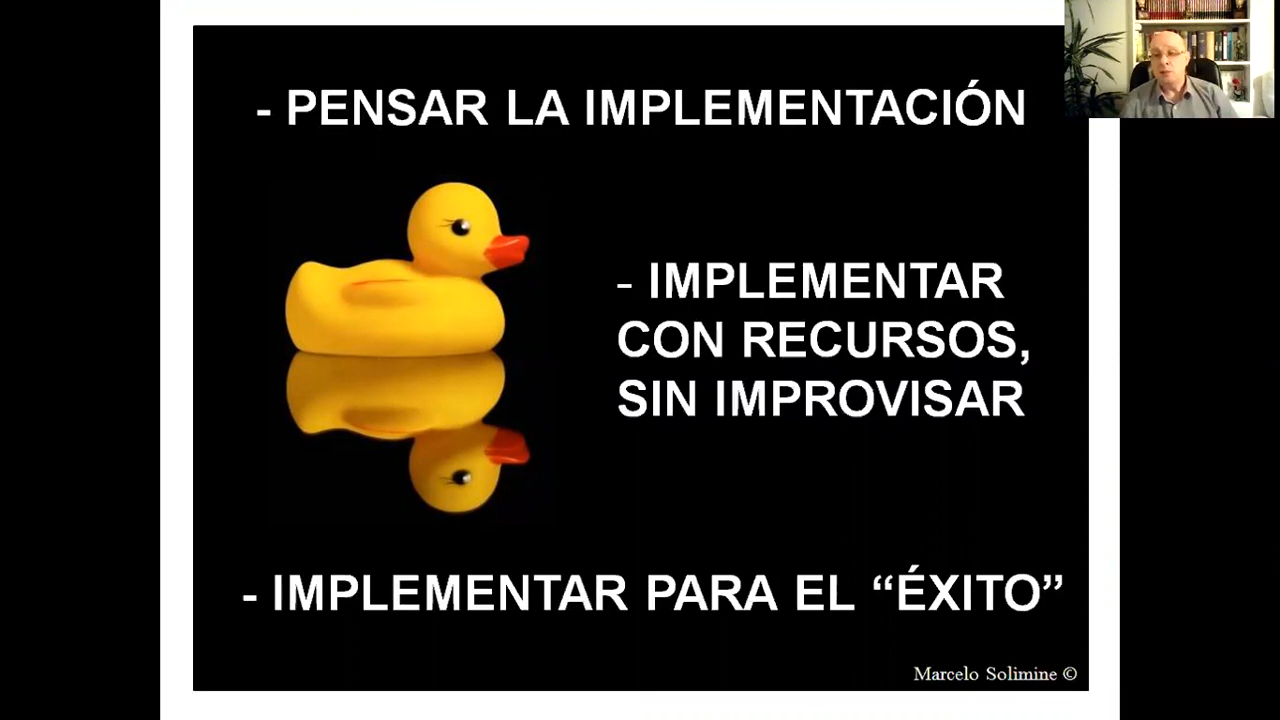 - PENSAR LA IMPLEMENTACIÓN
- IMPLEMENTAR
CON RECURSOS,
SIN IMPROVISAR
- IMPLEMENTAR PARA EL “ÉXITO”
Marcelo Solimine ©